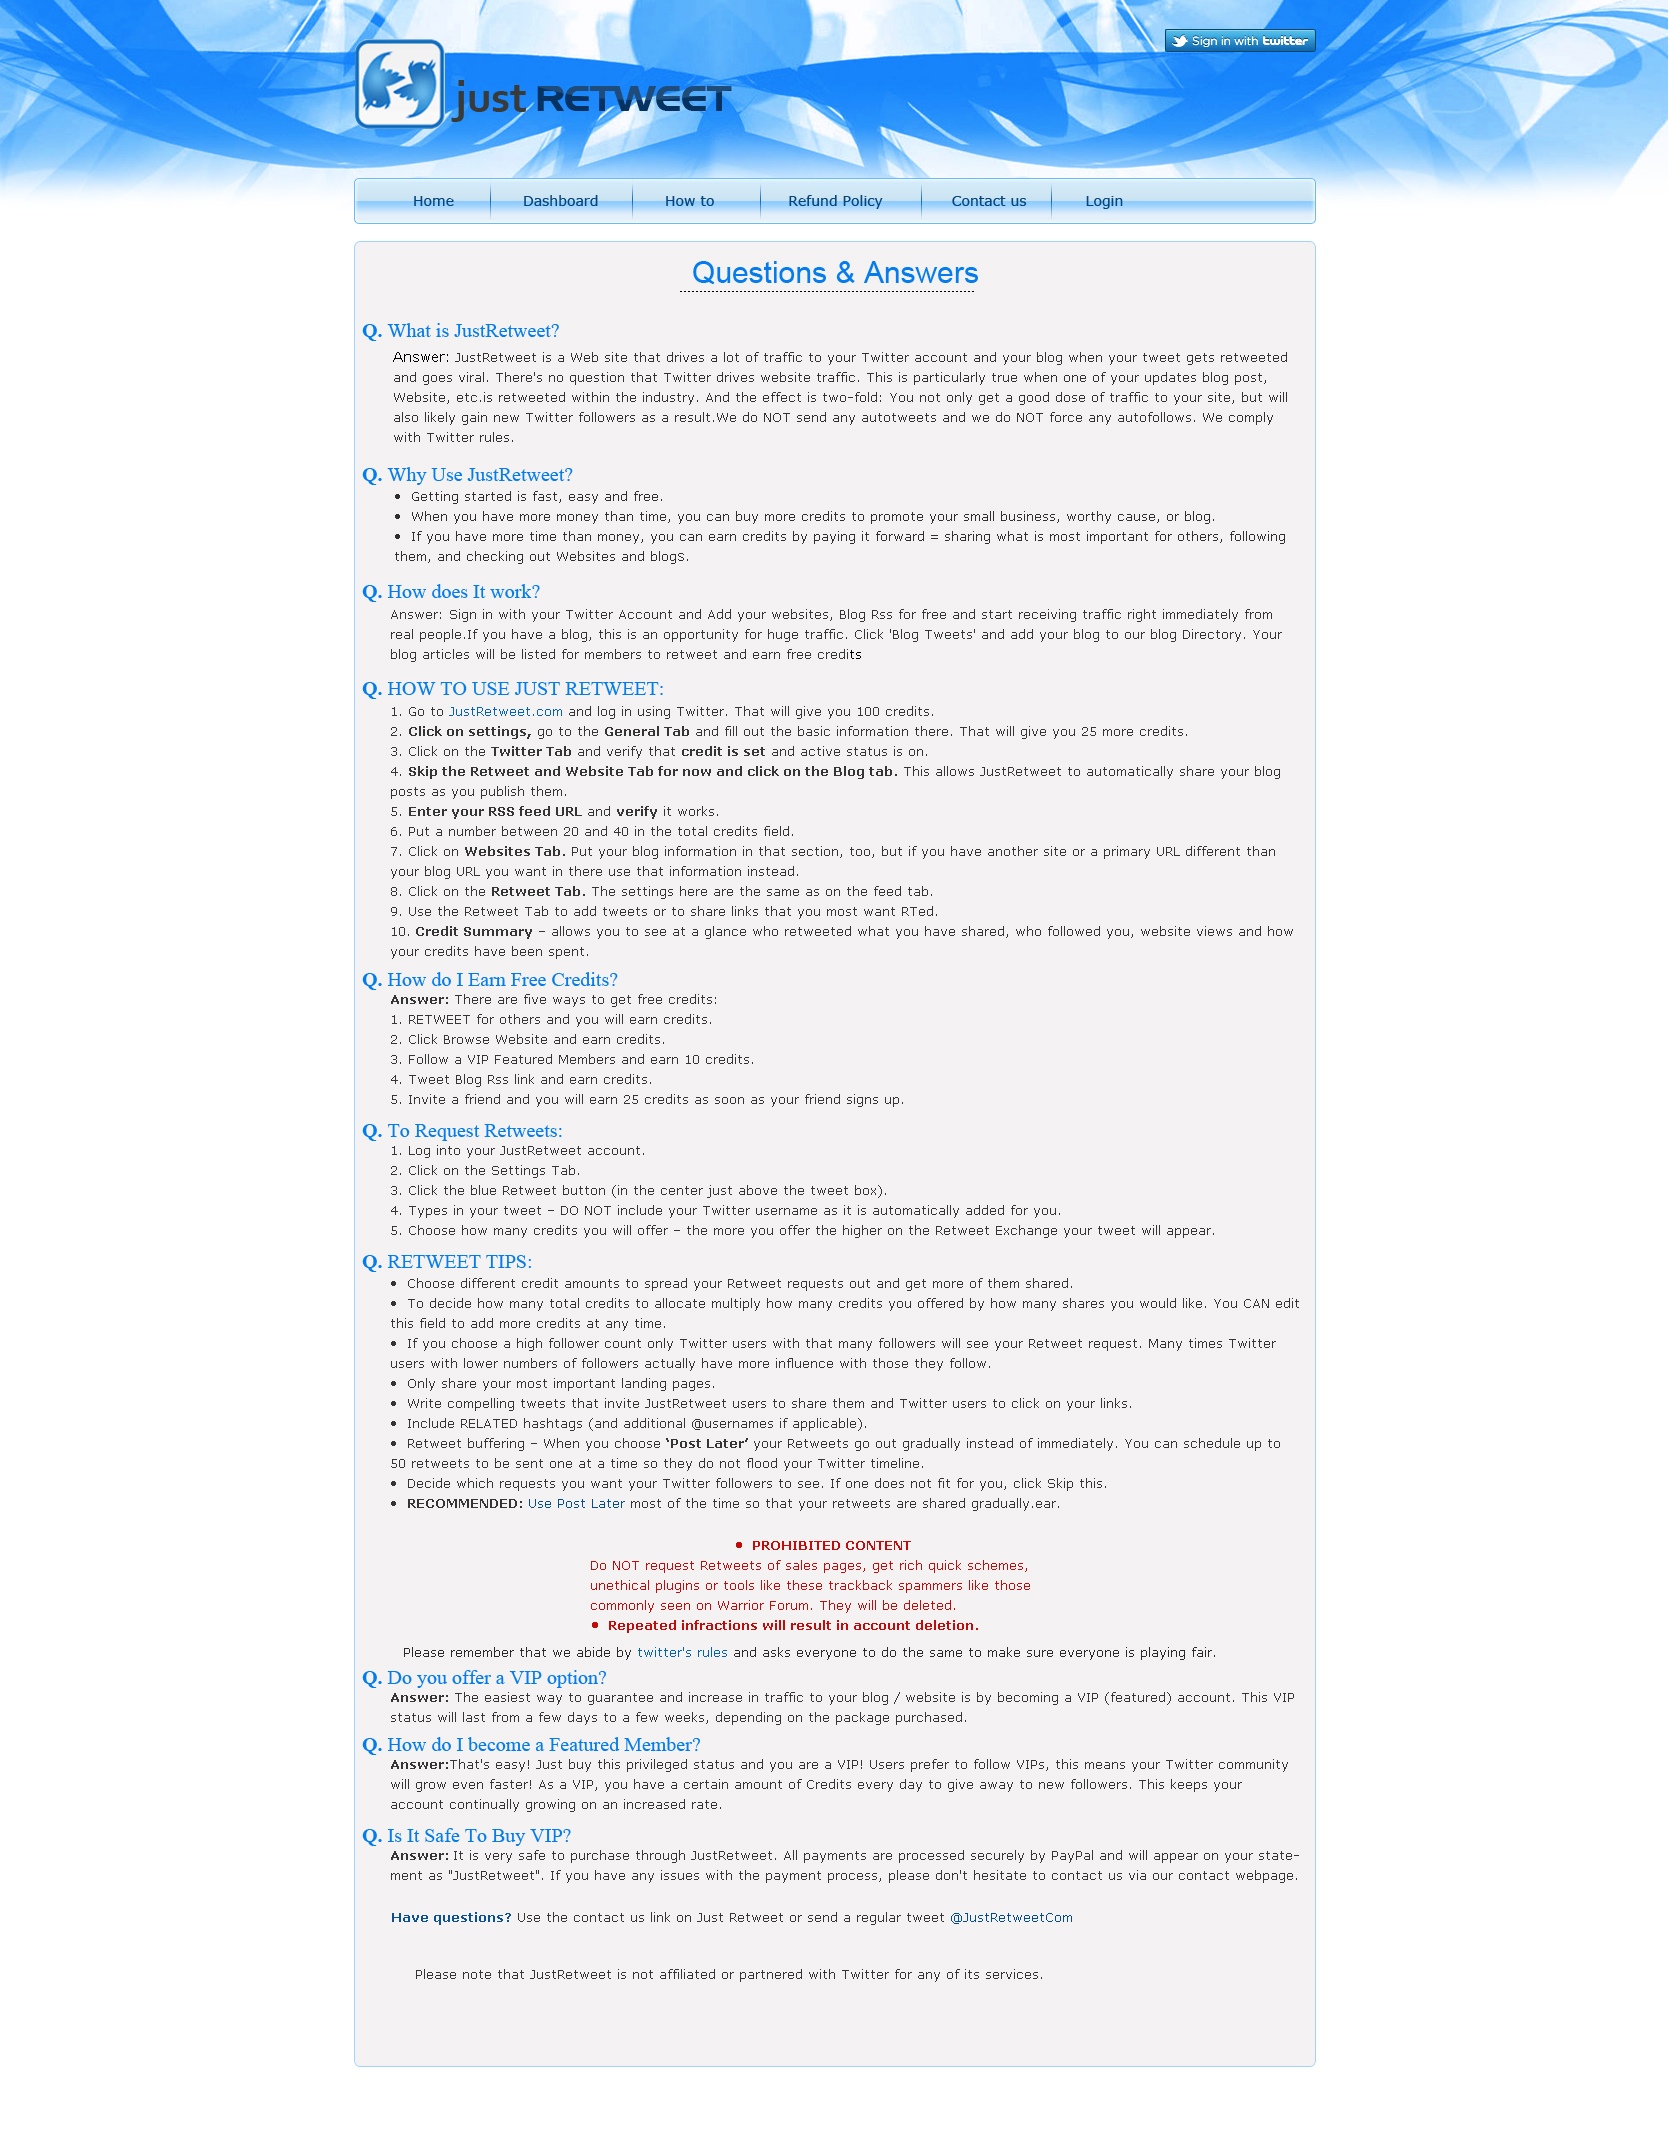 Sign in with twitter
just RETWEET
Home
Dashboard
How to
Refund Policy
Contact us
Login
Questions & Answers
Q. What is JustRetweet?
Answer: JustRetweet is a Web site that drives a lot of traffic to your Twitter account and your blog when your tweet gets retweeted
and goes viral. There's no question that Twitter drives website traffic. This is particularly true when one of your updates blog post,
Website, etc.is retweeted within the industry. And the effect is two-fold: You not only get a good dose of traffic to your site, but will
also likely gain new Twitter followers as a result.We do NOT send any autotweets and we do NOT force any autofollows. We comply
with Twitter rules.
Q. Why Use JustRetweet?
• Getting started is fast, easy and free.
• When you have more money than time, you can buy more credits to promote your small business, worthy cause, or blog.
• If you have more time than money, you can earn credits by paying it forward = sharing what is most important for others, following
them, and checking out Websites and blogs.
Q. How does It work?
Answer: Sign in with your Twitter Account and Add your websites, Blog Rss for free and start receiving traffic right immediately from
real people.If you have a blog, this is an opportunity for huge traffic. Click 'Blog Tweets' and add your blog to our blog Directory. Your
blog articles will be listed for members to retweet and earn free credits
Q. HOW TO USE JUST RETWEET:
1. Go to JustRetweet.com and log in using Twitter. That will give you 100 credits.
2. Click on settings, go to the General Tab and fill out the basic information there. That will give you 25 more credits.
3. Click on the Twitter Tab and verify that credit is set and active status is on.
4. Skip the Retweet and Website Tab for now and click on the Blog tab. This allows JustRetweet to automatically share your blog
posts as you publish them.
5. Enter your RSS feed URL and verify it works.
6. Put a number between 20 and 40 in the total credits field.
7. Click on Websites Tab. Put your blog information in that section, too, but if you have another site or a primary URL different than
your blog URL you want in there use that information instead.
8. Click on the Retweet Tab. The settings here are the same as on the feed tab.
9. Use the Retweet Tab to add tweets or to share links that you most want RTed.
10. Credit Summary – allows you to see at a glance who retweeted what you have shared, who followed you, website views and how
your credits have been spent.
Q. How do I Earn Free Credits?
Answer: There are five ways to get free credits:
1. RETWEET for others and you will earn credits.
2. Click Browse Website and earn credits.
3. Follow a VIP Featured Members and earn 10 credits.
4. Tweet Blog Rss link and earn credits.
5. Invite a friend and you will earn 25 credits as soon as your friend signs up.
Q. To Request Retweets:
1. Log into your JustRetweet account.
2. Click on the Settings Tab.
3. Click the blue Retweet button (in the center just above the tweet box).
4. Types in your tweet – DO NOT include your Twitter username as it is automatically added for you.
5. Choose how many credits you will offer – the more you offer the higher on the Retweet Exchange your tweet will appear.
Q. RETWEET TIPS:
• Choose different credit amounts to spread your Retweet requests out and get more of them shared.
• To decide how many total credits to allocate multiply how many credits you offered by how many shares you would like. You CAN edit
this field to add more credits at any time.
• If you choose a high follower count only Twitter users with that many followers will see your Retweet request. Many times Twitter
users with lower numbers of followers actually have more influence with those they follow.
• Only share your most important landing pages.
• Write compelling tweets that invite JustRetweet users to share them and Twitter users to click on your links.
• Include RELATED hashtags (and additional @usernames if applicable).
• Retweet buffering – When you choose ‘Post Later’ your Retweets go out gradually instead of immediately. You can schedule up to
50 retweets to be sent one at a time so they do not flood your Twitter timeline.
• Decide which requests you want your Twitter followers to see. If one does not fit for you, click Skip this.
• RECOMMENDED: Use Post Later most of the time so that your retweets are shared gradually.ear.
• PROHIBITED CONTENT
Do NOT request Retweets of sales pages, get rich quick schemes,
unethical plugins or tools like these trackback spammers like those
commonly seen on Warrior Forum. They will be deleted.
• Repeated infractions will result in account deletion.
Please remember that we abide by twitter's rules and asks everyone to do the same to make sure everyone is playing fair.
Q. Do you offer a VIP option?
Answer: The easiest way to guarantee and increase in traffic to your blog / website is by becoming a VIP (featured) account. This VIP
status will last from a few days to a few weeks, depending on the package purchased.
Q. How do I become a Featured Member?
Answer:That's easy! Just buy this privileged status and you are a VIP! Users prefer to follow VIPs, this means your Twitter community
will grow even faster! As a VIP, you have a certain amount of Credits every day to give away to new followers. This keeps your
account continually growing on an increased rate.
Q. Is It Safe To Buy VIP?
Answer: It is very safe to purchase through JustRetweet. All payments are processed securely by PayPal and will appear on your state-
ment as "JustRetweet". If you have any issues with the payment process, please don't hesitate to contact us via our contact webpage.
Have questions? Use the contact us link on Just Retweet or send a regular tweet @JustRetweetCom
Please note that JustRetweet is not affiliated or partnered with Twitter for any of its services.